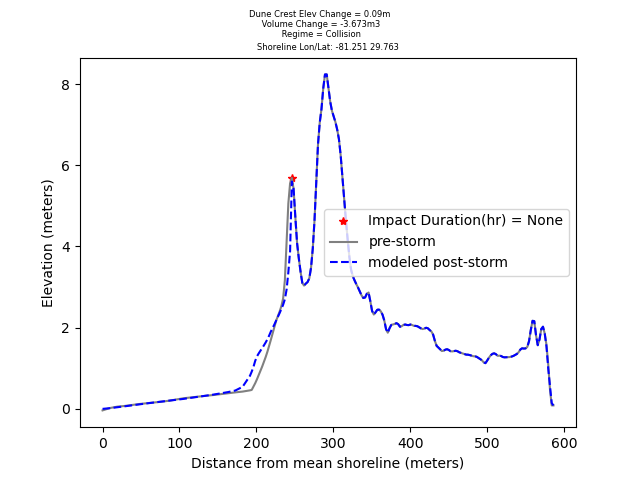 Dune Crest Elev Change = 0.09m
Volume Change = -3.673m3
Regime = Collision
Shoreline Lon/Lat: -81.251 29.763
8
6
4
2
0
Elevation (meters)
Impact Duration(hr) = None
pre-storm
modeled post-storm
0 100 200 300 400 500 600
Distance from mean shoreline (meters)